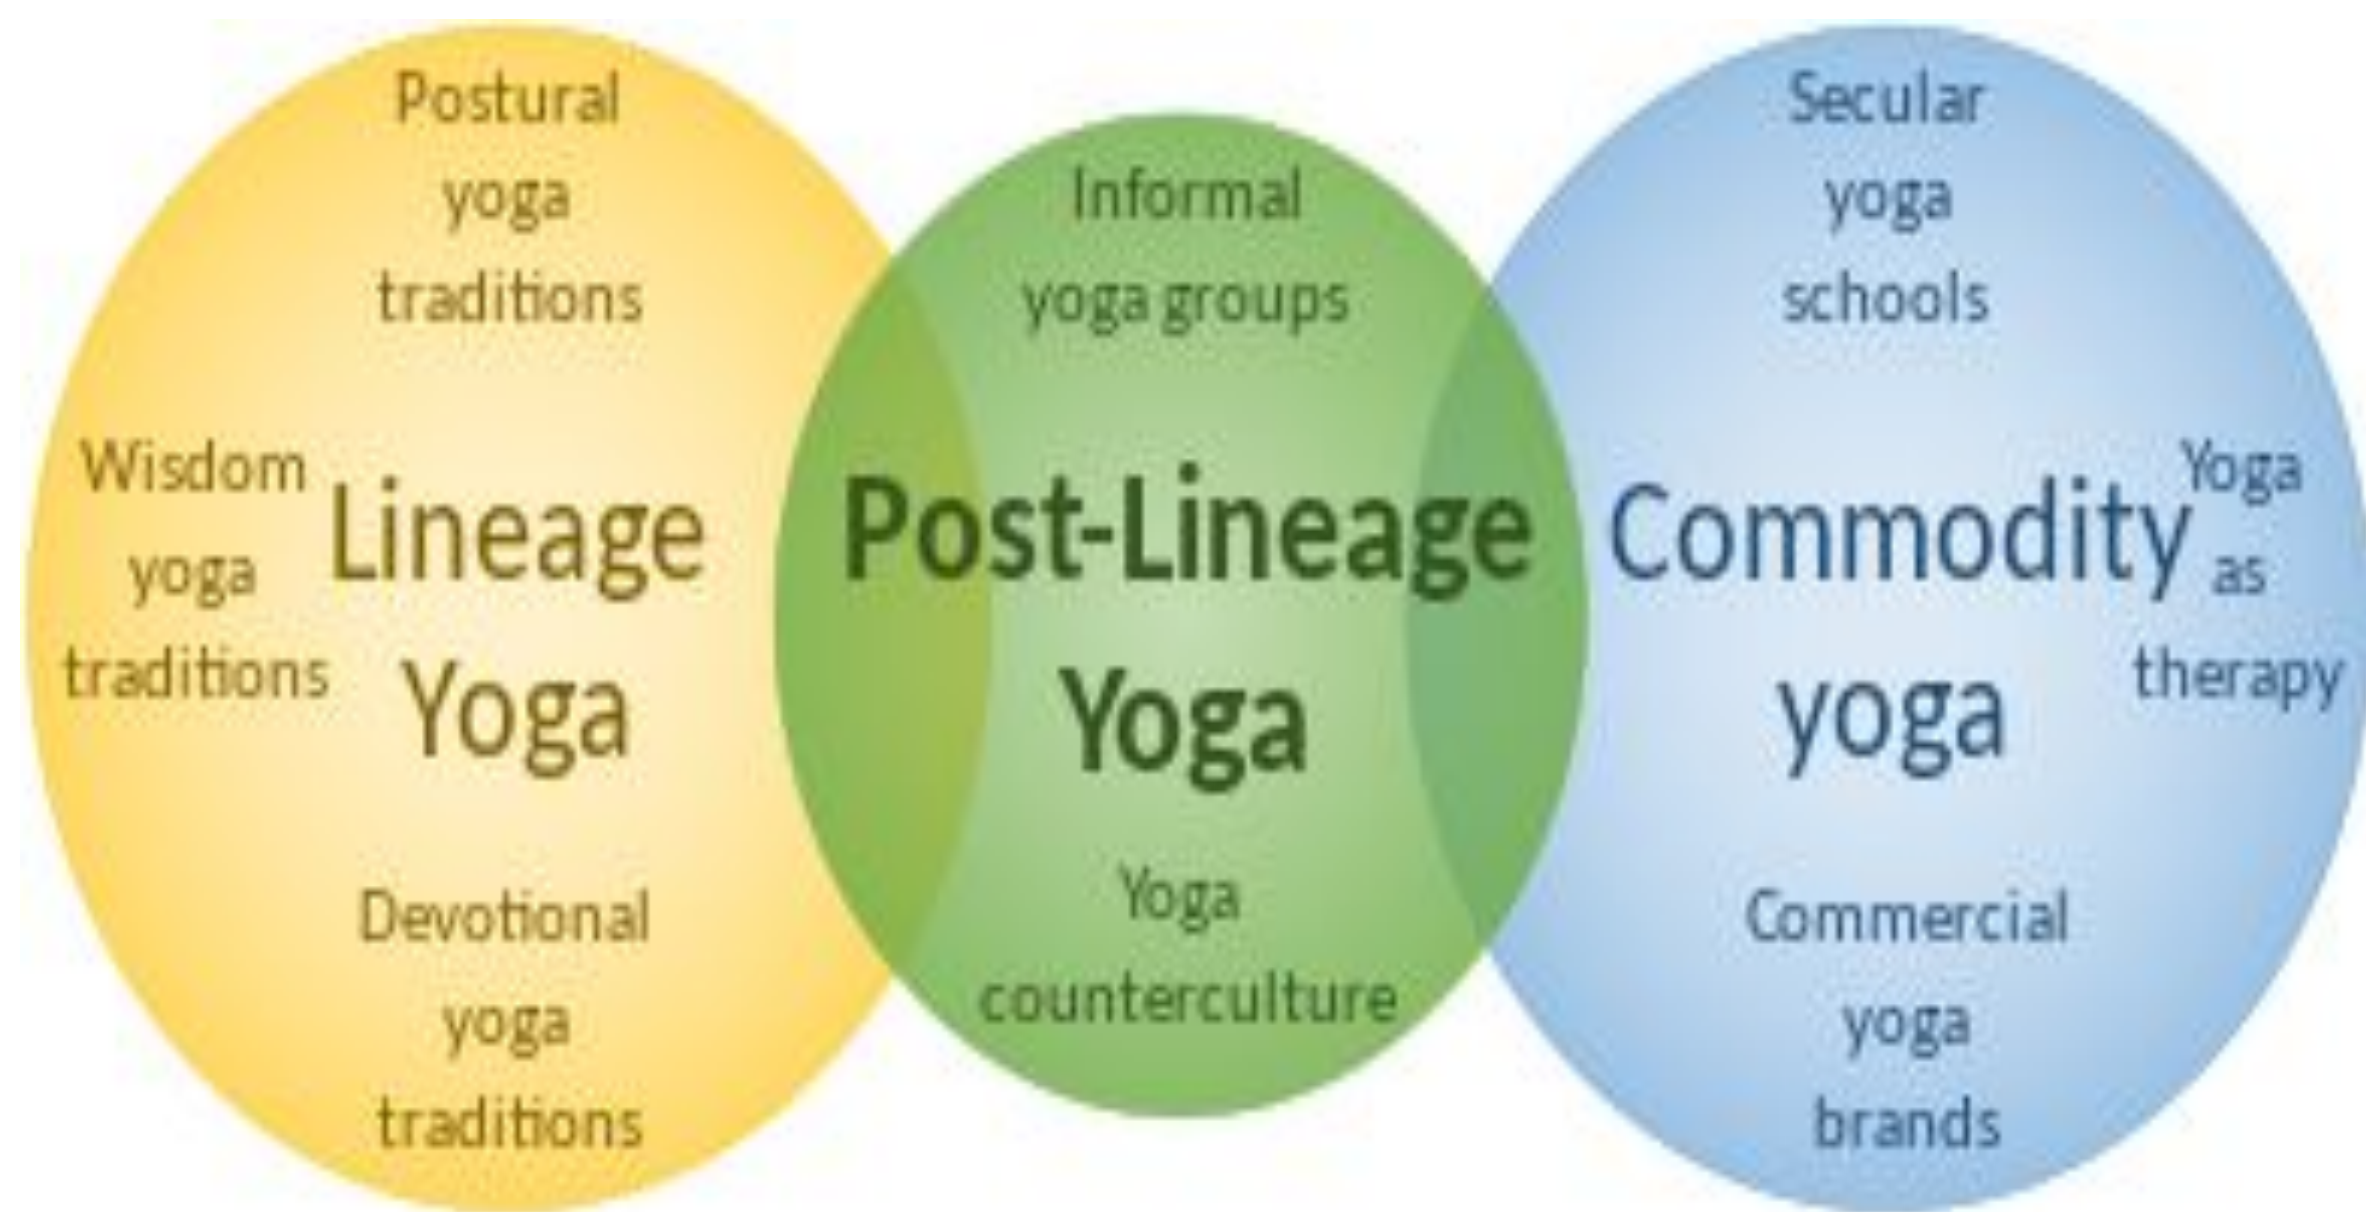 Postural
yoga
traditions
Wisdom
yoga
traditions
Lineage
Yoga
Devotional
yoga
traditions
Informal
yoga groups
Post-Lineage
Yoga
Yoga
counterculture
Secular
yoga
schools
Commodity
yoga
Yoga
as
therapy
Commercial
yoga
brands